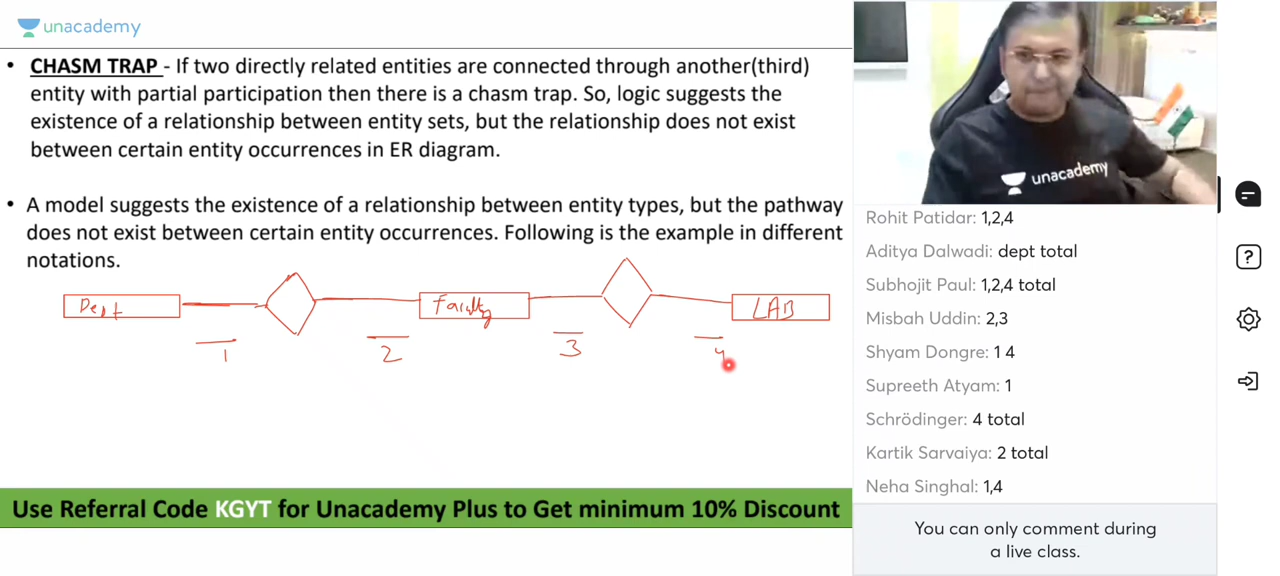 unacademy
• CHASM TRAP - If two directly related entities are connected through another(third)
entity with partial participation then there is a chasm trap. So, logic suggests the
existence of a relationship between entity sets, but the relationship does not exist
between certain entity occurrences in ER diagram.
• A model suggests the existence of a relationship between entity types, but the pathway
does not exist between certain entity occurrences. Following is the example in different
notations.
Dept Faculty LAB
1 2 3 4
Use Referral Code KGYT for Unacademy Plus to Get minimum 10% Discount
unacademy
Rohit Patidar: 1,2,4
Aditya Dalwadi: dept total
Subhojit Paul: 1,2,4 total
Misbah Uddin: 2,3
Shyam Dongre: 1 4
Supreeth Atyam: 1
Schrödinger: 4 total
Kartik Sarvaiya: 2 total
Neha Singhal: 1,4
You can only comment during
a live class.
?